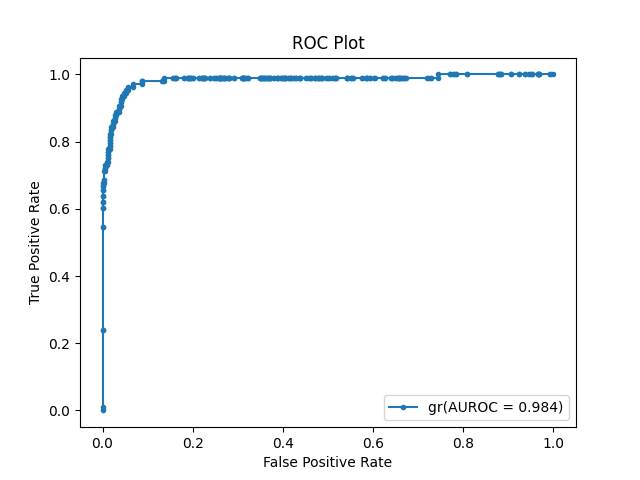 ROC Plot
1.0
0.8
0.6
0.4
0.2
0.0
True Positive Rate
gr(AUROC = 0.984)
0.0 0.2 0.4 0.6 0.8 1.0
False Positive Rate